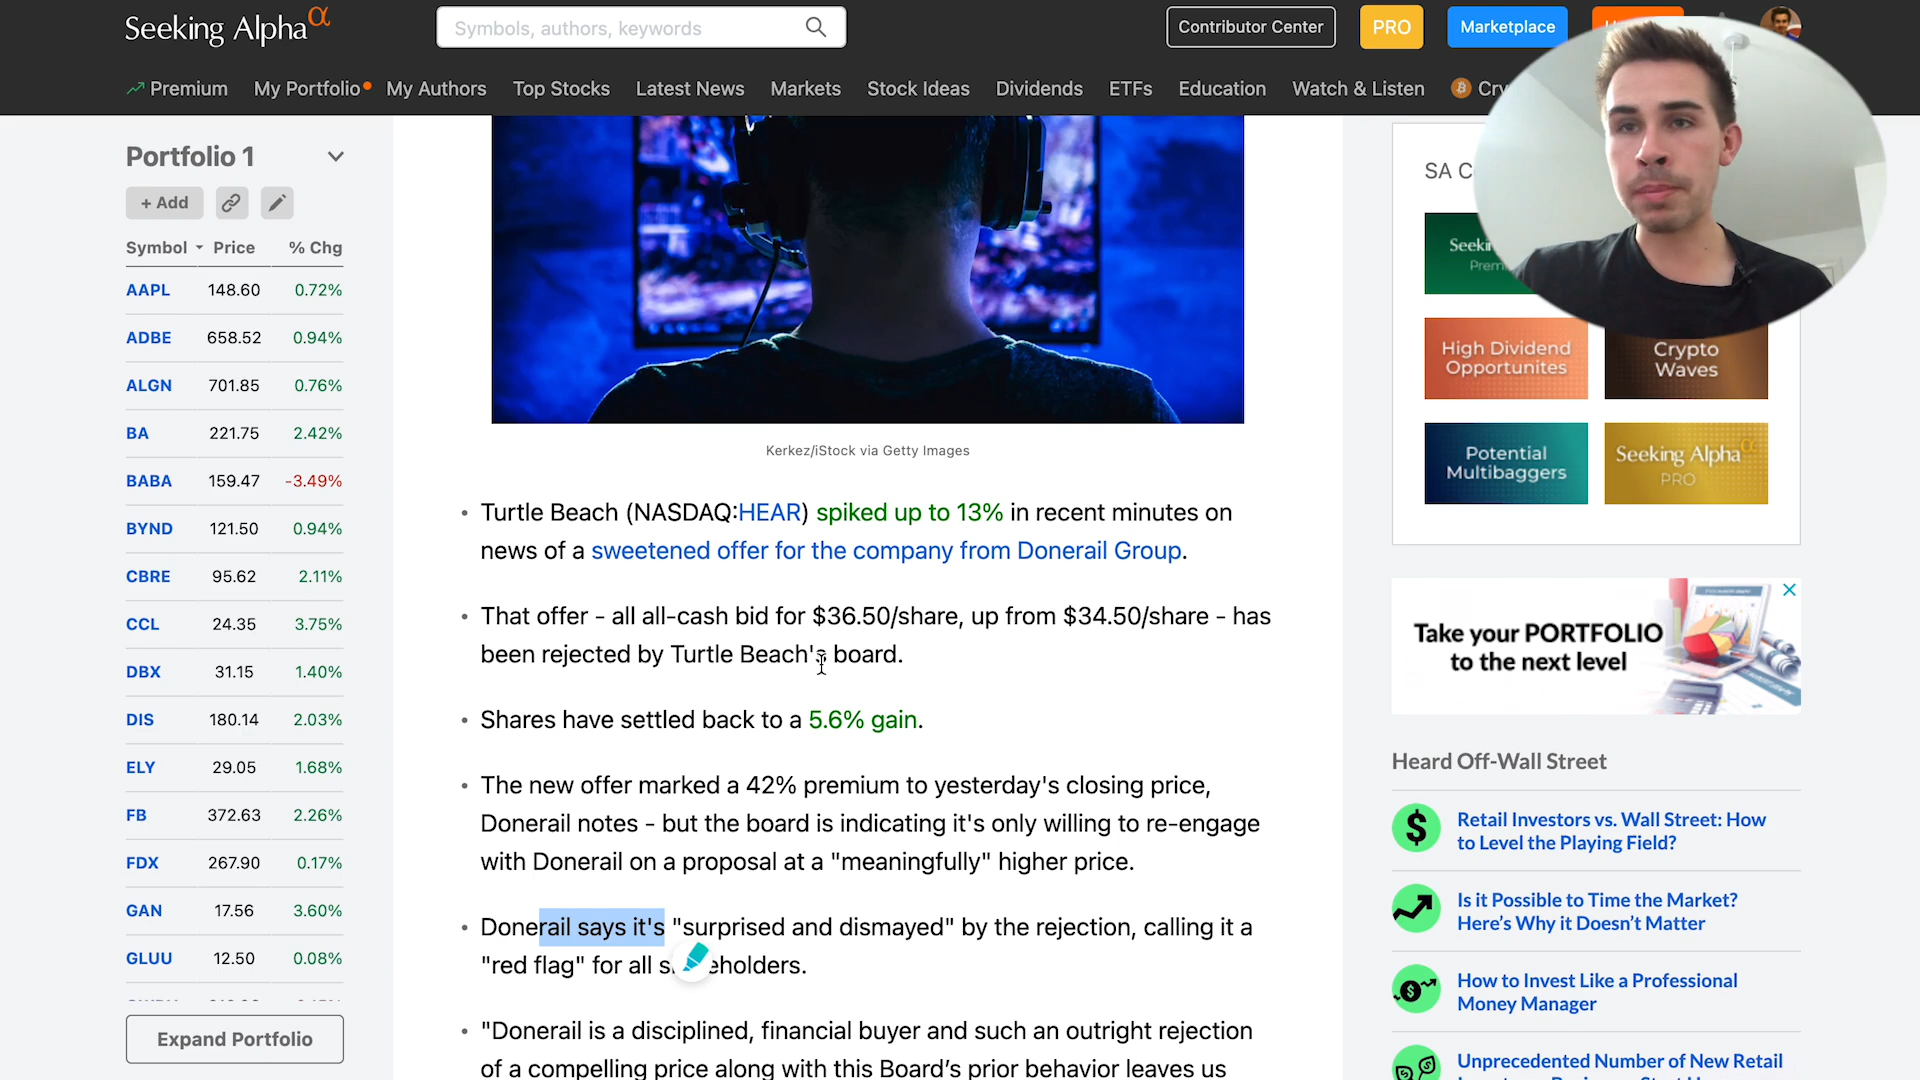 Seeking Alpha α
Symbols, authors, keywords
Contributor Center
PRO
Marketplace
Premium
My Portfolio
My Authors
Top Stocks
Latest News
Markets
Stock Ideas
Dividends
ETFs
Education
Watch & Listen
Portfolio 1
+ Add
Symbol Price % Chg
AAPL 148.60 0.72%
ADBE 658.52 0.94%
ALGN 701.85 0.76%
BA 221.75 2.42%
BABA 159.47 -3.49%
BYND 121.50 0.94%
CBRE 95.62 2.11%
CCL 24.35 3.75%
DBX 31.15 1.40%
DIS 180.14 2.03%
ELY 29.05 1.68%
FB 372.63 2.26%
FDX 267.90 0.17%
GAN 17.56 3.60%
GLUU 12.50 0.08%
Expand Portfolio
Kerkez/iStock via Getty Images
• Turtle Beach (NASDAQ:HEAR) spiked up to 13% in recent minutes on
news of a sweetened offer for the company from Donerail Group.
• That offer - all all-cash bid for $36.50/share, up from $34.50/share - has
been rejected by Turtle Beach's board.
• Shares have settled back to a 5.6% gain.
• The new offer marked a 42% premium to yesterday's closing price,
Donerail notes - but the board is indicating it's only willing to re-engage
with Donerail on a proposal at a "meaningfully" higher price.
• Donerail says it's "surprised and dismayed" by the rejection, calling it a
"red flag" for all s eholders.
• "Donerail is a disciplined, financial buyer and such an outright rejection
of a compelling price along with this Board's prior behavior leaves us
SA C
High Dividend
Opportunites
Crypto
Waves
Potential
Multibaggers
Seeking Alpha α
PRO
Take your PORTFOLIO
to the next level
Heard Off-Wall Street
Retail Investors vs. Wall Street: How
to Level the Playing Field?
Is it Possible to Time the Market?
Here's Why it Doesn't Matter
How to Invest Like a Professional
Money Manager
Unprecedented Number of New Retail